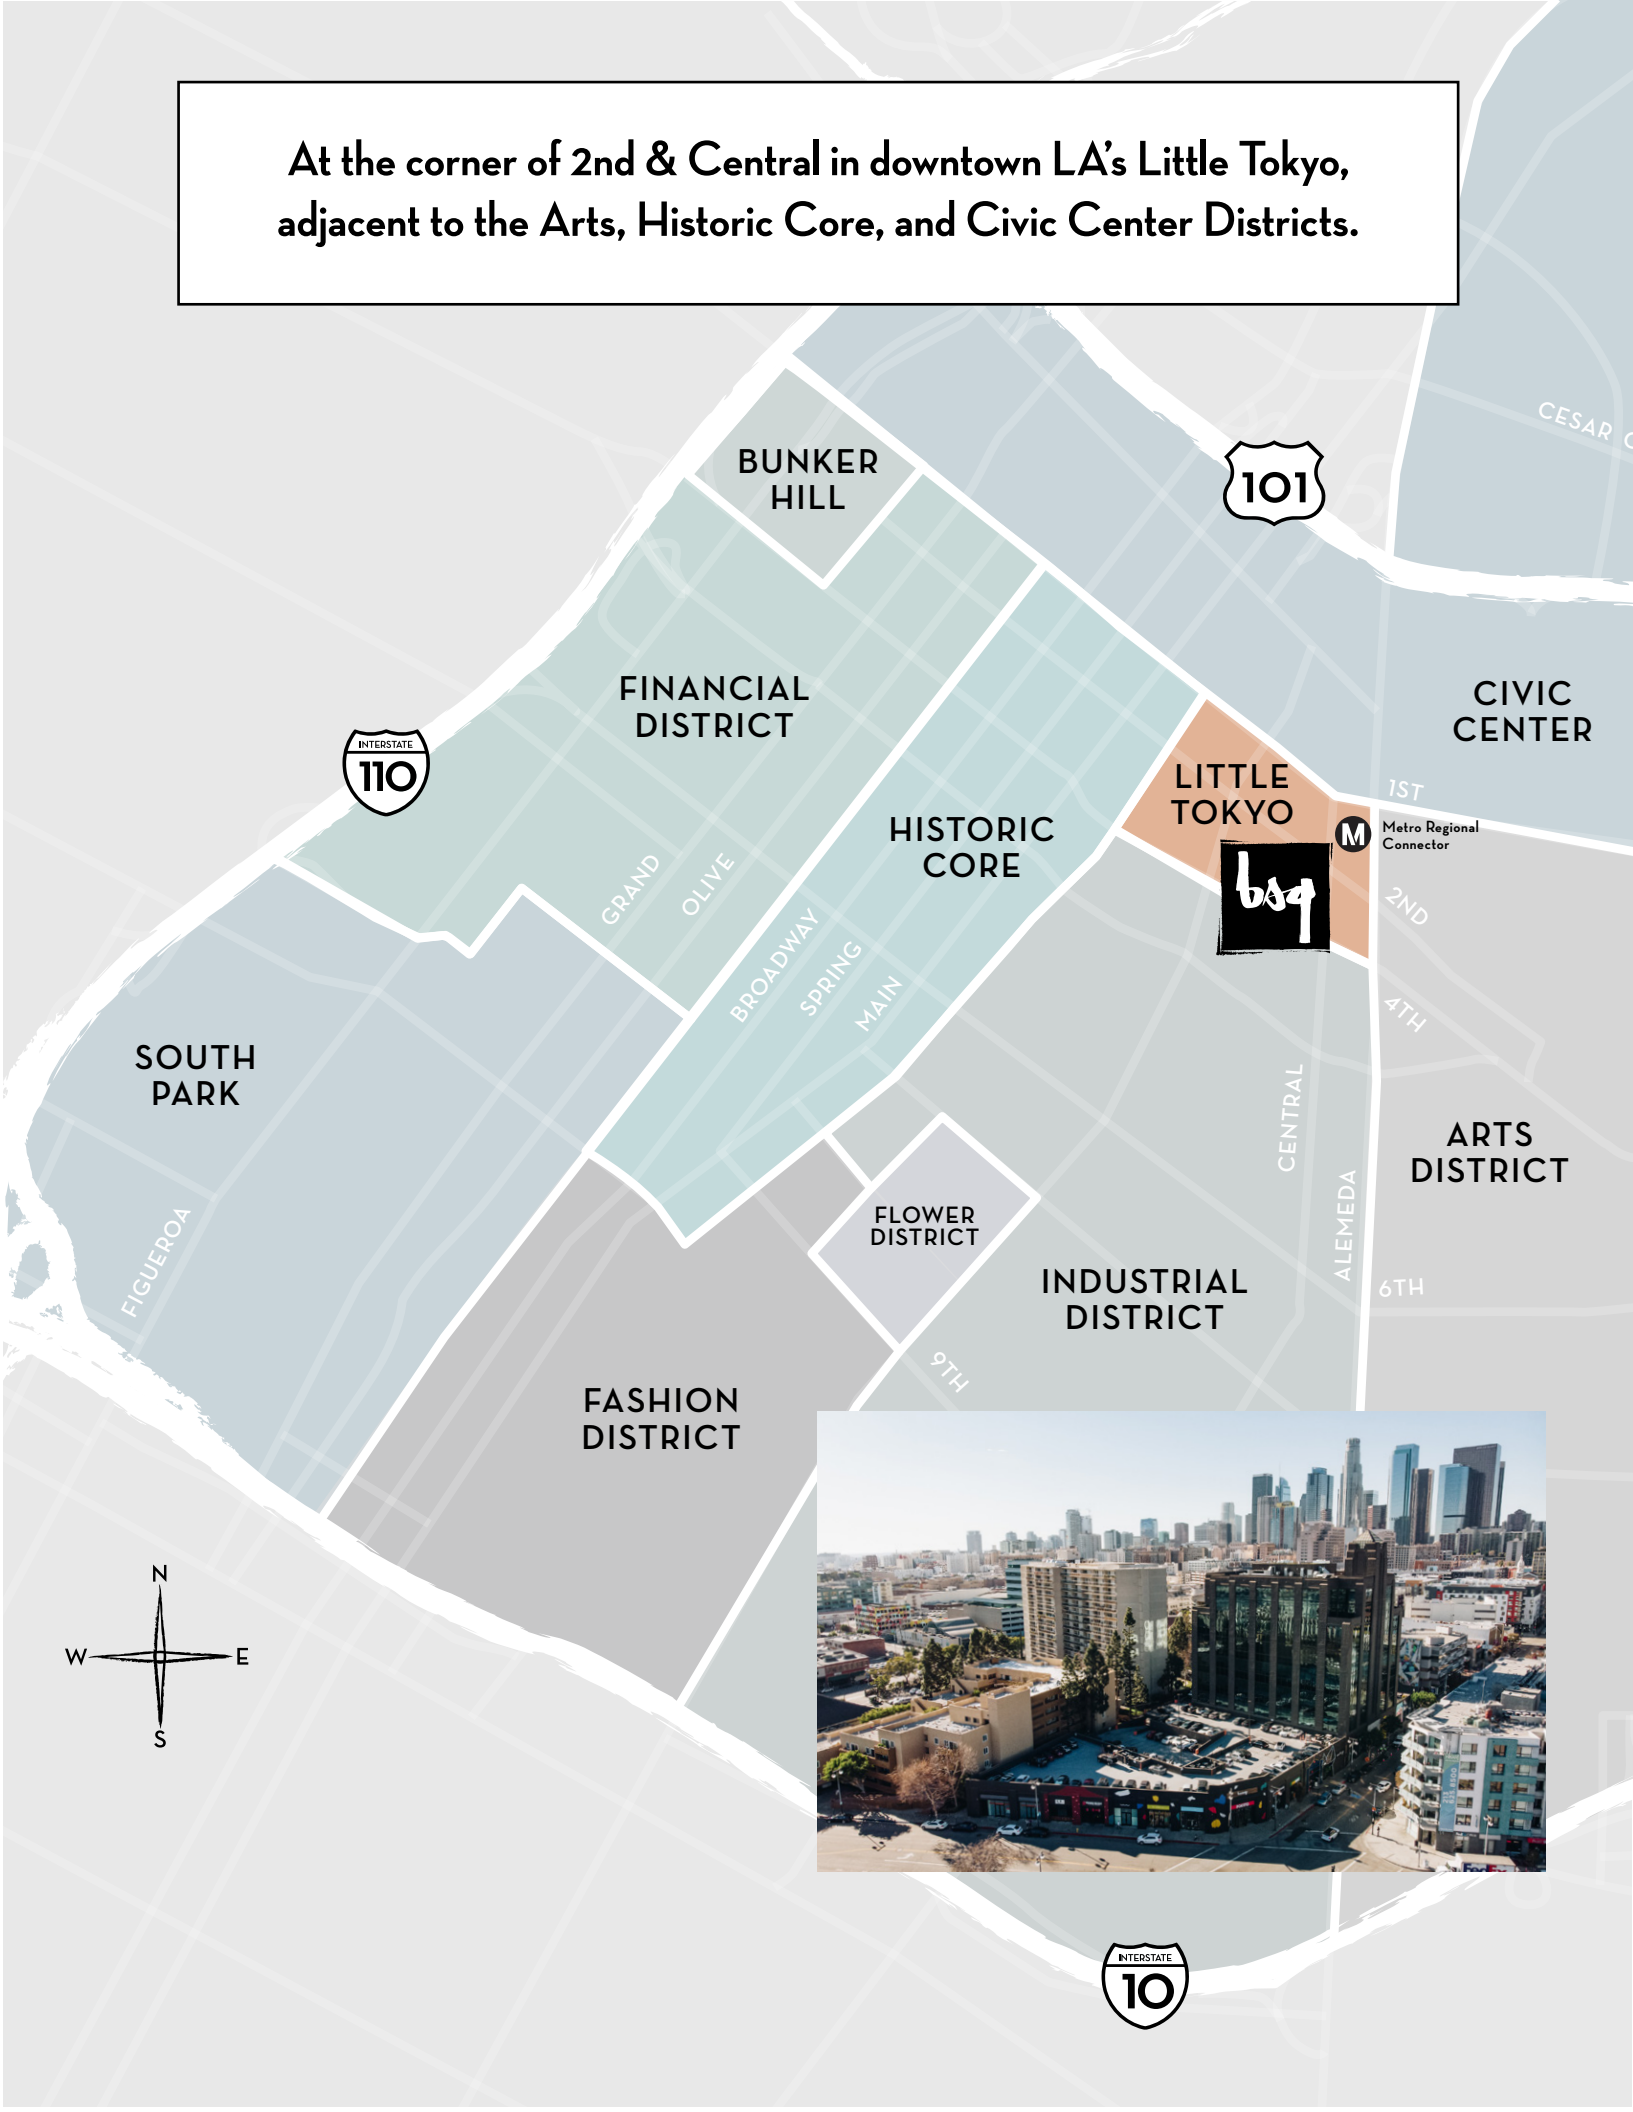 At the corner of 2nd & Central in downtown LA's Little Tokyo,
adjacent to the Arts, Historic Core, and Civic Center Districts.
CESAR
BUNKER
HILL
101
FINANCIAL
DISTRICT
CIVIC
CENTER
INTERSTATE
110
LITTLE
TOKYO
1ST
M
Metro Regional
Connector
HISTORIC
CORE
bsq
2ND
GRAND
OLIVE
BROADWAY
SPRING
MAIN
4TH
SOUTH
PARK
CENTRAL
ARTS
DISTRICT
ALEMEDA
FIGUEROA
FLOWER
DISTRICT
INDUSTRIAL
DISTRICT
6TH
9TH
FASHION
DISTRICT
N
W
E
S
FedEx
INTERSTATE
10